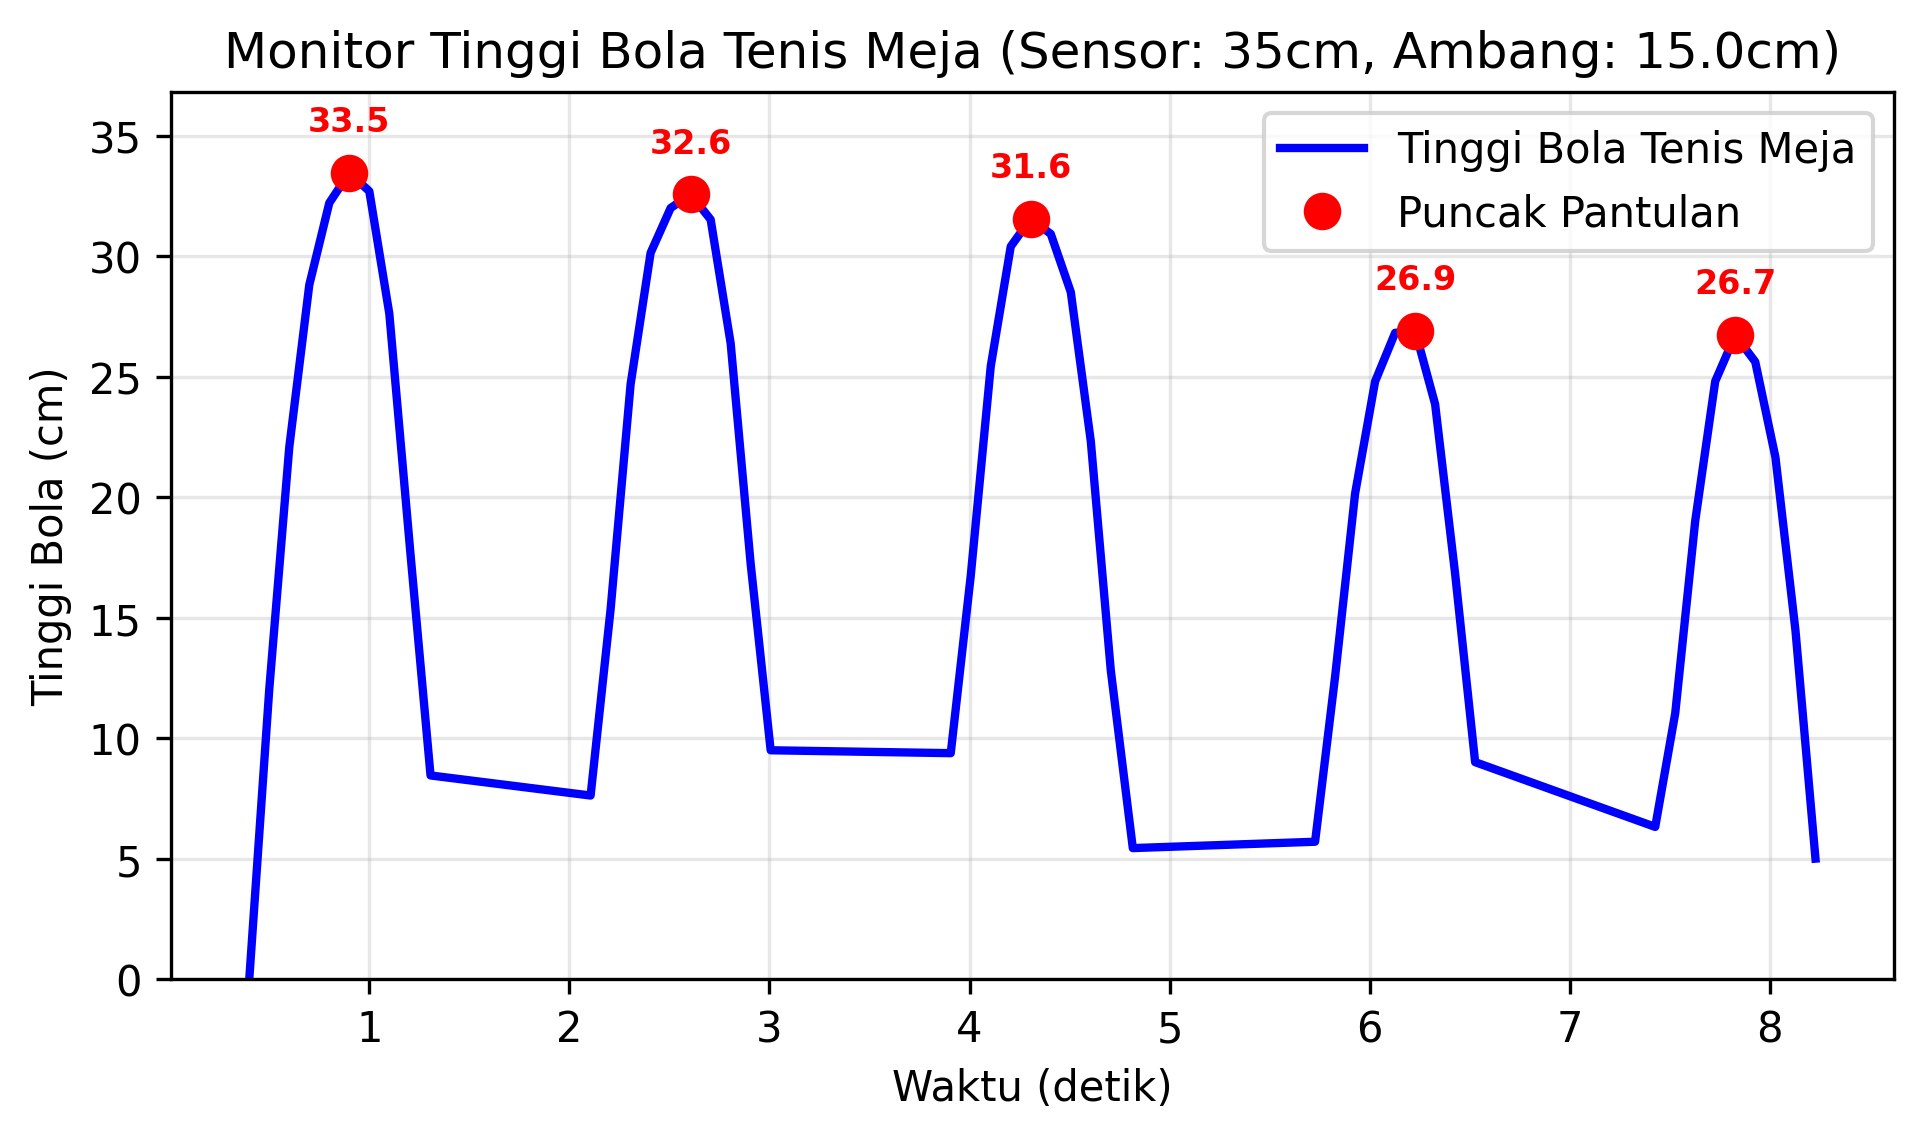 Monitor Tinggi Bola Tenis Meja (Sensor: 35cm, Ambang: 15.0cm)
Tinggi Bola Tenis Meja
Puncak Pantulan
33.5
32.6
31.6
26.9
26.7
35
30
25
20
15
10
5
0
Tinggi Bola (cm)
1 2 3 4 5 6 7 8
Waktu (detik)